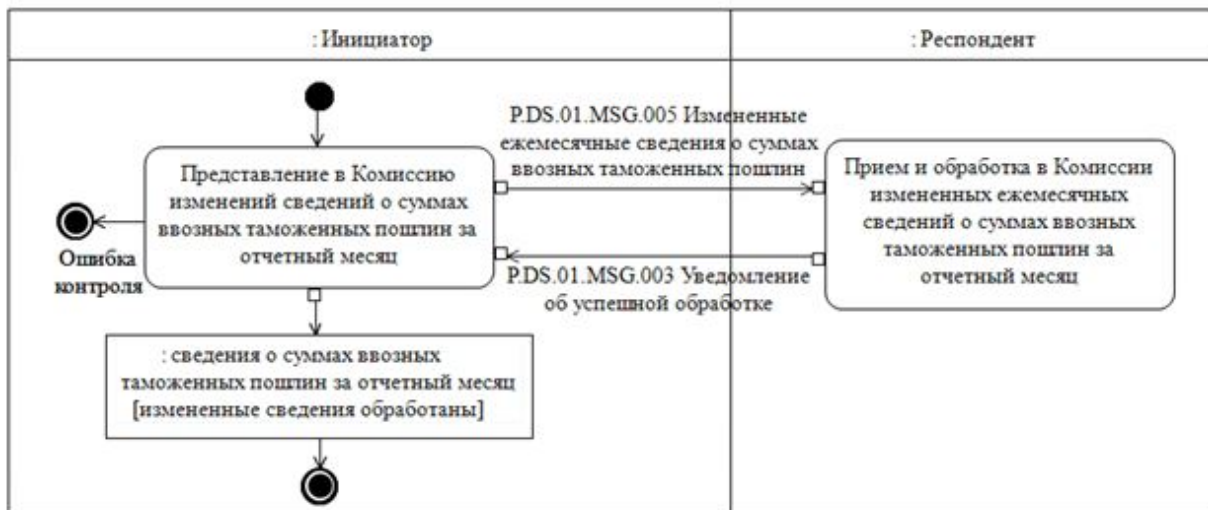 : Инициатор
: Респондент
P.DS.01.MSG.005 Измененные
ежемесячные сведения о суммах
ввозных таможенных пошлин
Представление в Комиссию
изменений сведений о суммах
ввозных таможенных пошлин за
отчетный месяц
Прием и обработка в Комиссии
измененных ежемесячных
сведений о суммах ввозных
таможенных пошлин за
отчетный месяц
Ошибка
контроля
P.DS.01.MSG.003 Уведомление
об успешной обработке
: сведения о суммах ввозных
таможенных пошлин за отчетный месяц
[измененные сведения обработаны]